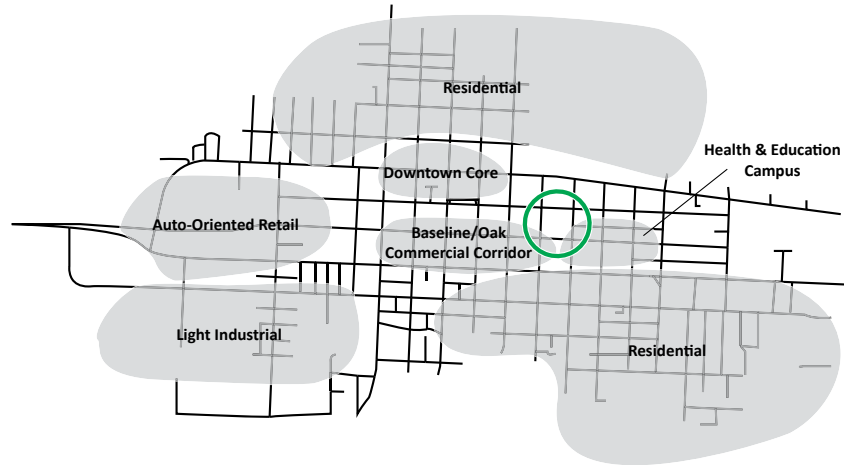 Residential
Health & Education
Campus
Downtown Core
Auto-Oriented Retail
Baseline/Oak
Commercial Corridor
Light Industrial
Residential